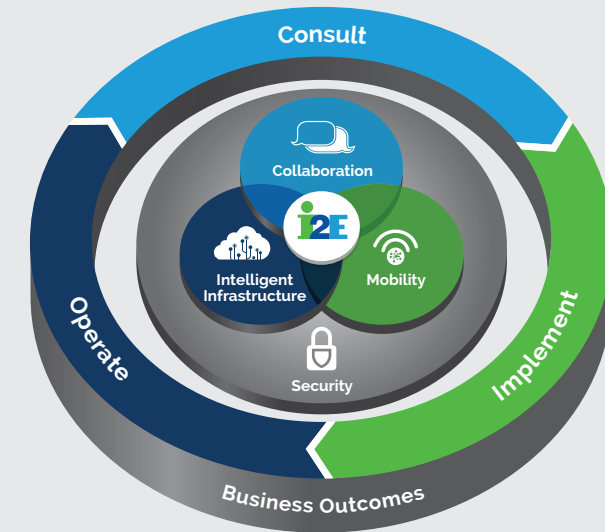 Consult
Collaboration
i2E
Intelligent
Infrastructure
Mobility
Operate
Implement
Security
Business Outcomes